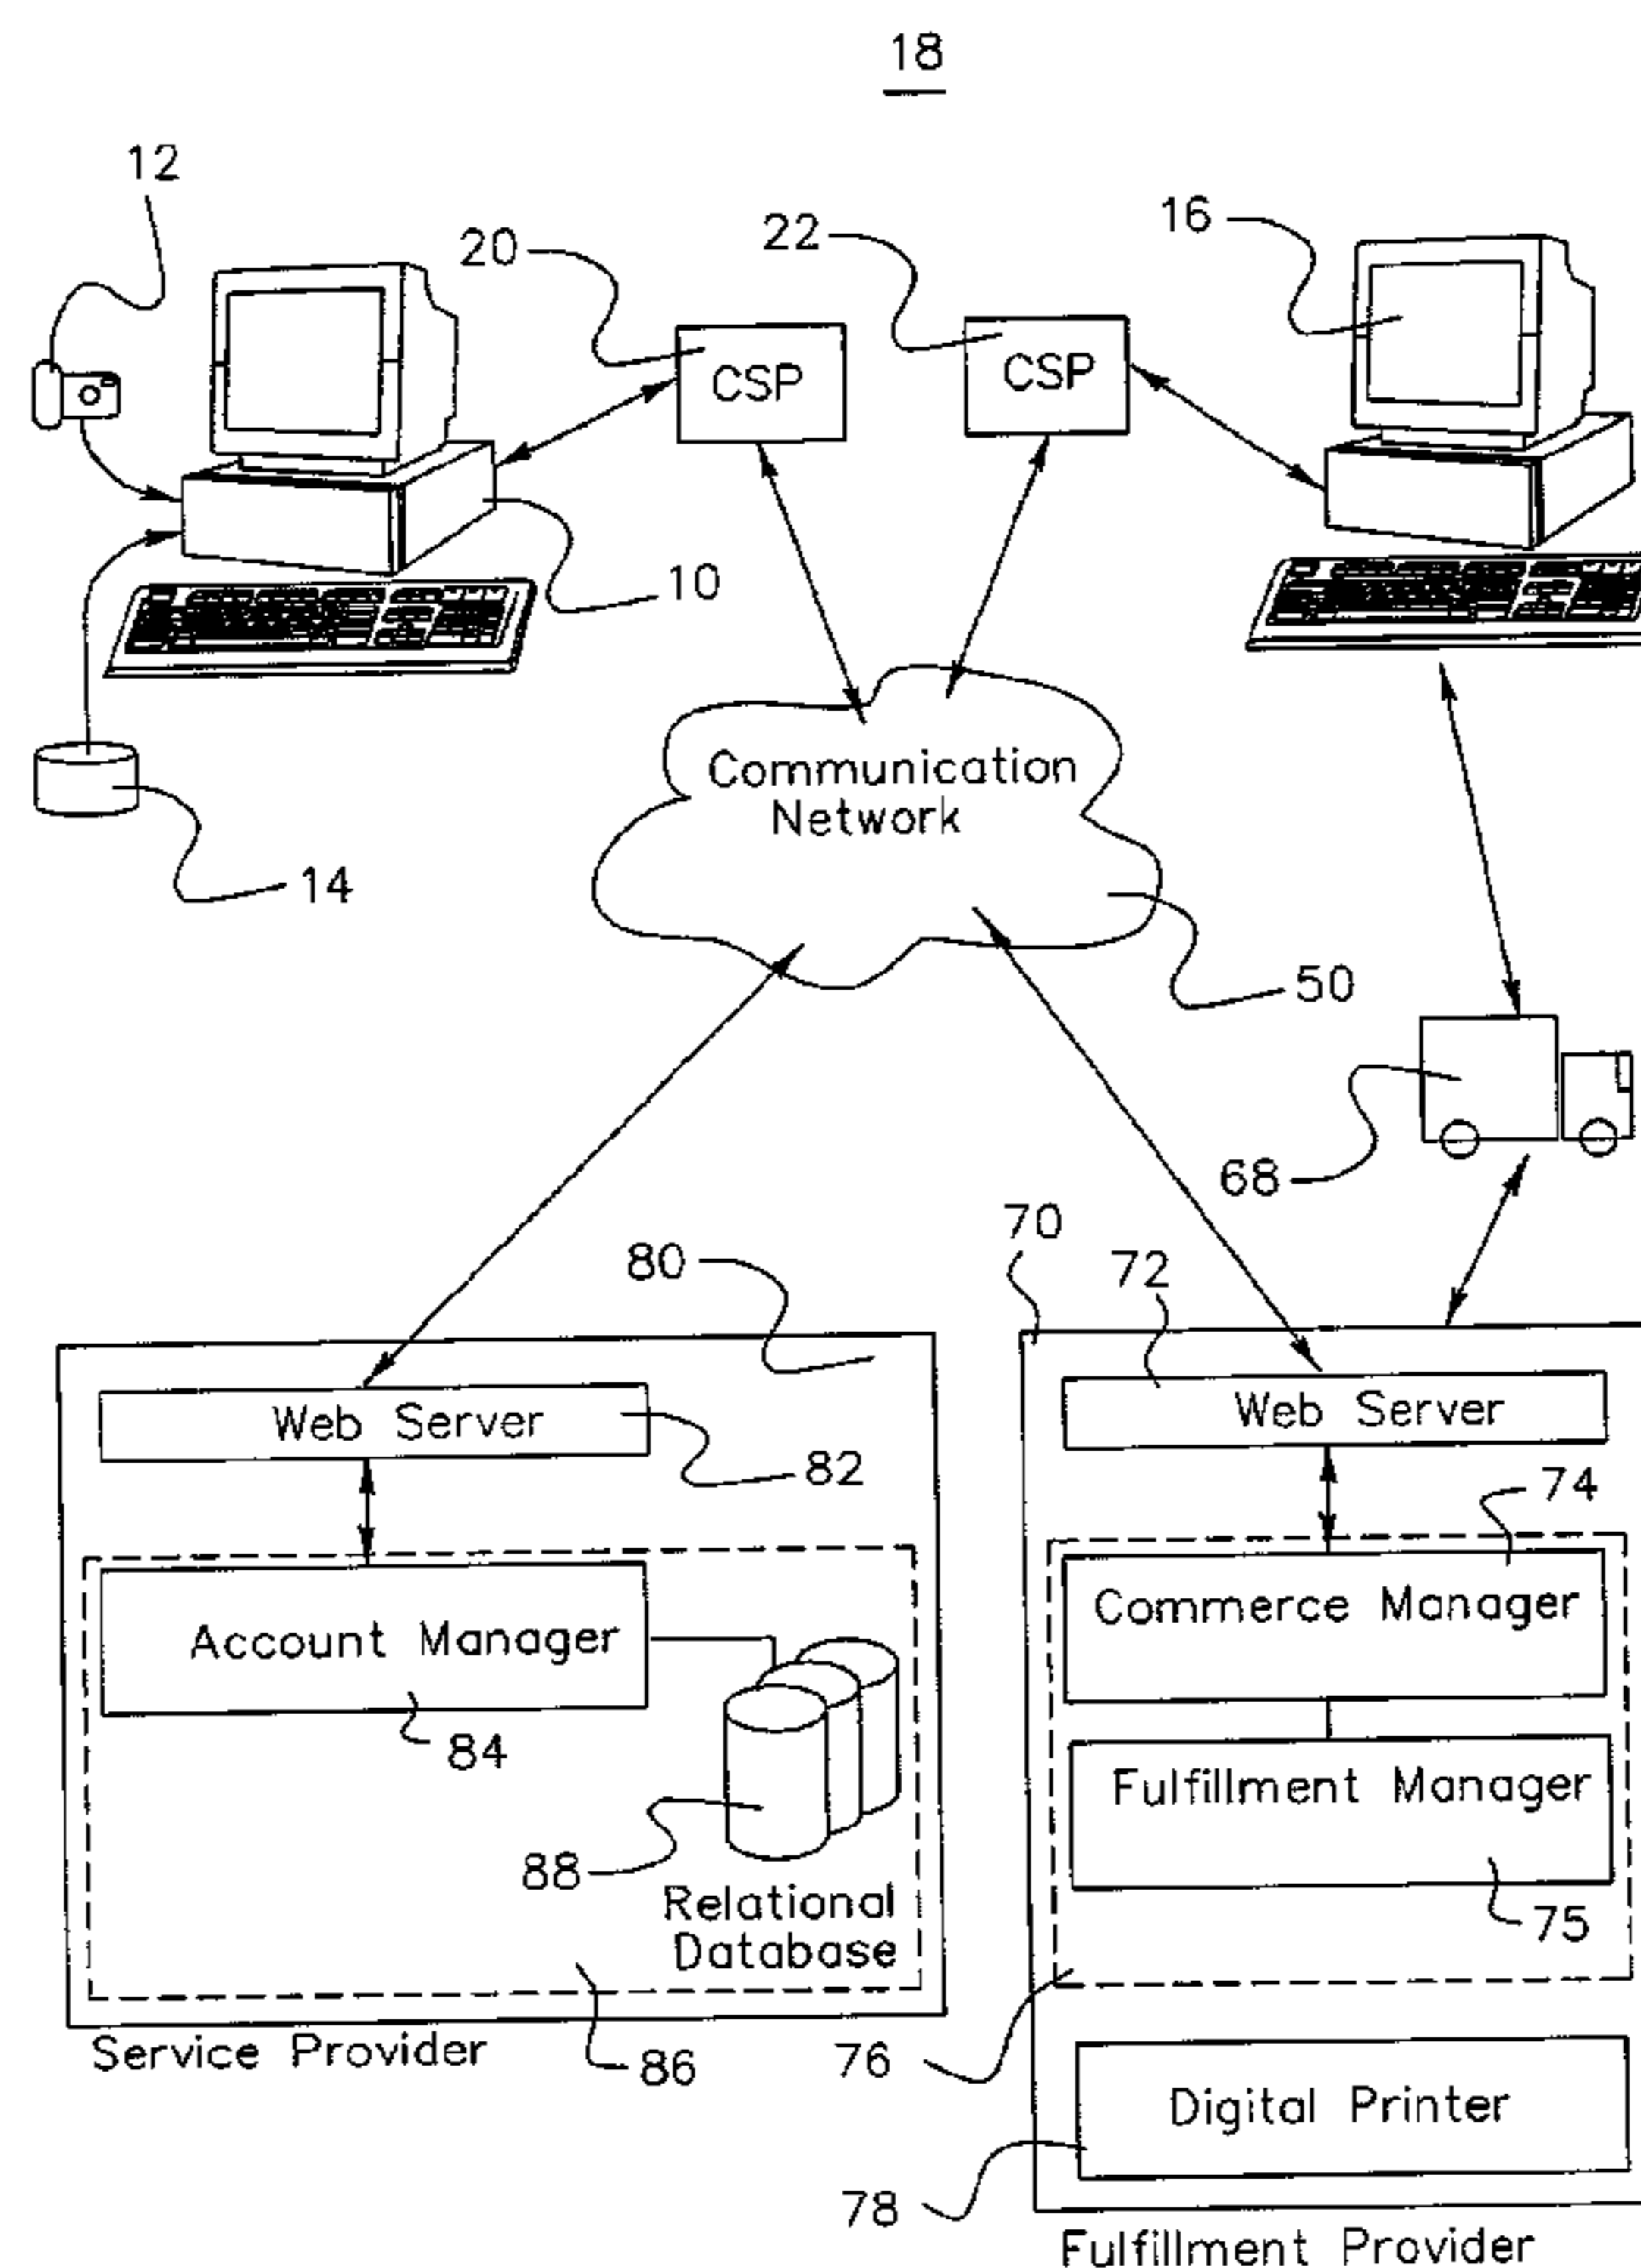 18
12
20
22
16
CSP
CSP
10
14
Communication
Network
50
68
70
80
72
Web Server
82
Web Server
74
Account Manager
84
Commerce Manager
88
Relational
Database
Fulfillment Manager
75
Service Provider
86
76
Digital Printer
78
Fulfillment Provider